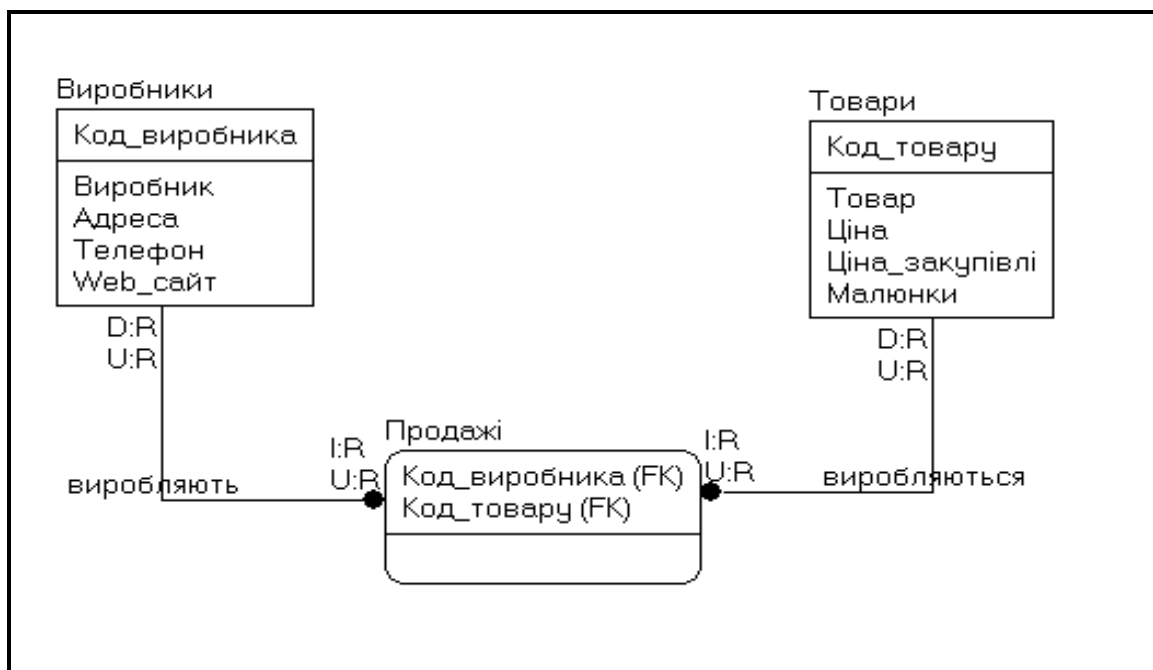 Виробники
Код_виробника
Виробник
Адреса
Телефон
Web_сайт
D:R
U:R
Товари
Код_товару
Товар
Ціна
Ціна_закупівлі
Малюнки
D:R
U:R
виробляють
I:R
U:R
Продажі
Код_виробника (FK)
Код_товару (FK)
I:R
U:R
виробляються